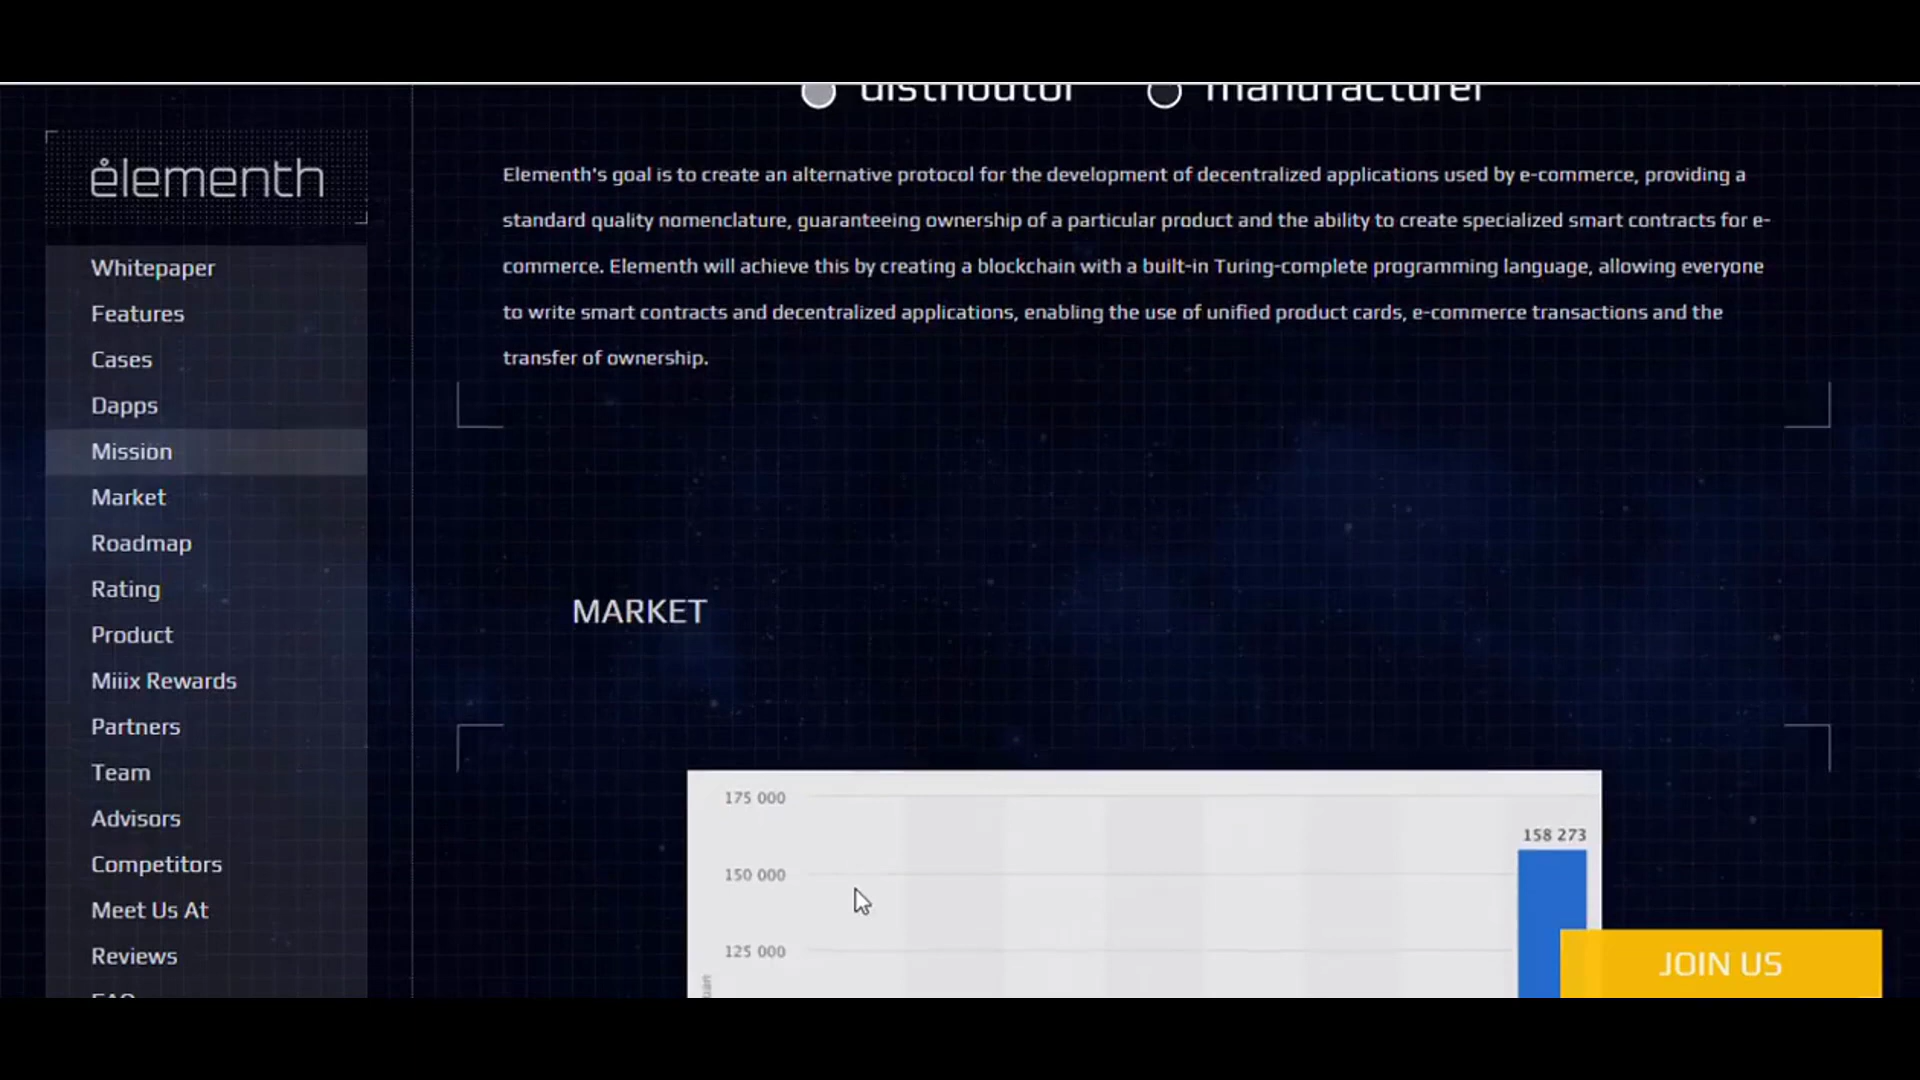 distributor manufacturer
elementh
Whitepaper
Features
Cases
Dapps
Mission
Market
Roadmap
Rating
Product
Miiix Rewards
Partners
Team
Advisors
Competitors
Meet Us At
Reviews
FAQ
Elementh's goal is to create an alternative protocol for the development of decentralized applications used by e-commerce, providing a
standard quality nomenclature, guaranteeing ownership of a particular product and the ability to create specialized smart contracts for e-
commerce. Elementh will achieve this by creating a blockchain with a built-in Turing-complete programming language, allowing everyone
to write smart contracts and decentralized applications, enabling the use of unified product cards, e-commerce transactions and the
transfer of ownership.
MARKET
175 000
158 273
150 000
125 000
JOIN US